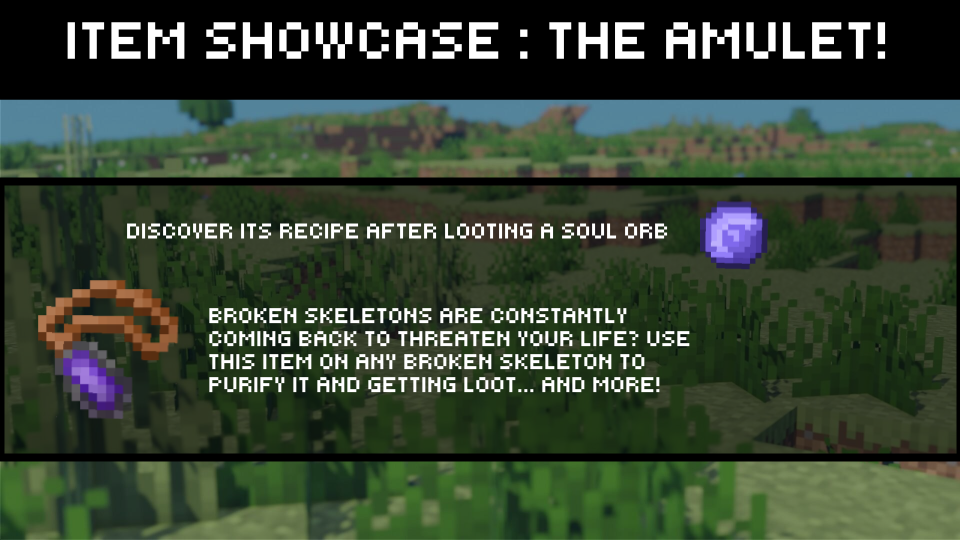 ITEM SHOWCASE : THE AMULET!
DISCOVER ITS RECIPE AFTER LOOTING A SOUL ORB
BROKEN SKELETONS ARE CONSTANTLY
COMING BACK TO THREATEN YOUR LIFE? USE
THIS ITEM ON ANY BROKEN SKELETON TO
PURIFY IT AND GETTING LOOT... AND MORE!